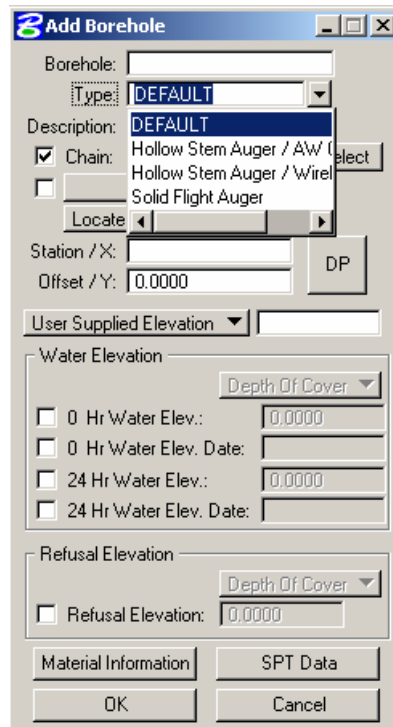 Add Borehole
Borehole:
Type: DEFAULT
Description: DEFAULT
Chain: Hollow Stem Auger / AW
elect
Hollow Stem Auger / Wirel
Solid Flight Auger
Locate
Station / X:
DP
Offset / Y: 0.0000
User Supplied Elevation
Water Elevation
Depth Of Cover
0 Hr Water Elev.: 0.0000
0 Hr Water Elev. Date:
24 Hr Water Elev.: 0.0000
24 Hr Water Elev. Date:
Refusal Elevation
Depth Of Cover
Refusal Elevation: 0.0000
Material Information SPT Data
OK Cancel